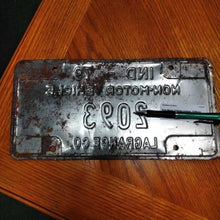 IND
NON-MOTOR VEHICLE
2093
LAGRANGE CO.